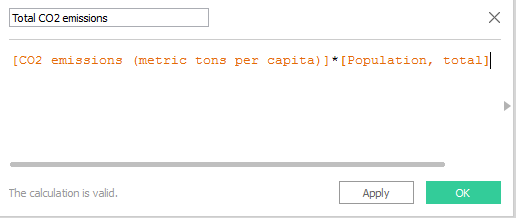 Total CO2 emissions
[CO2 emissions (metric tons per capita)]*[Population, total]
The calculation is valid.
Apply
OK